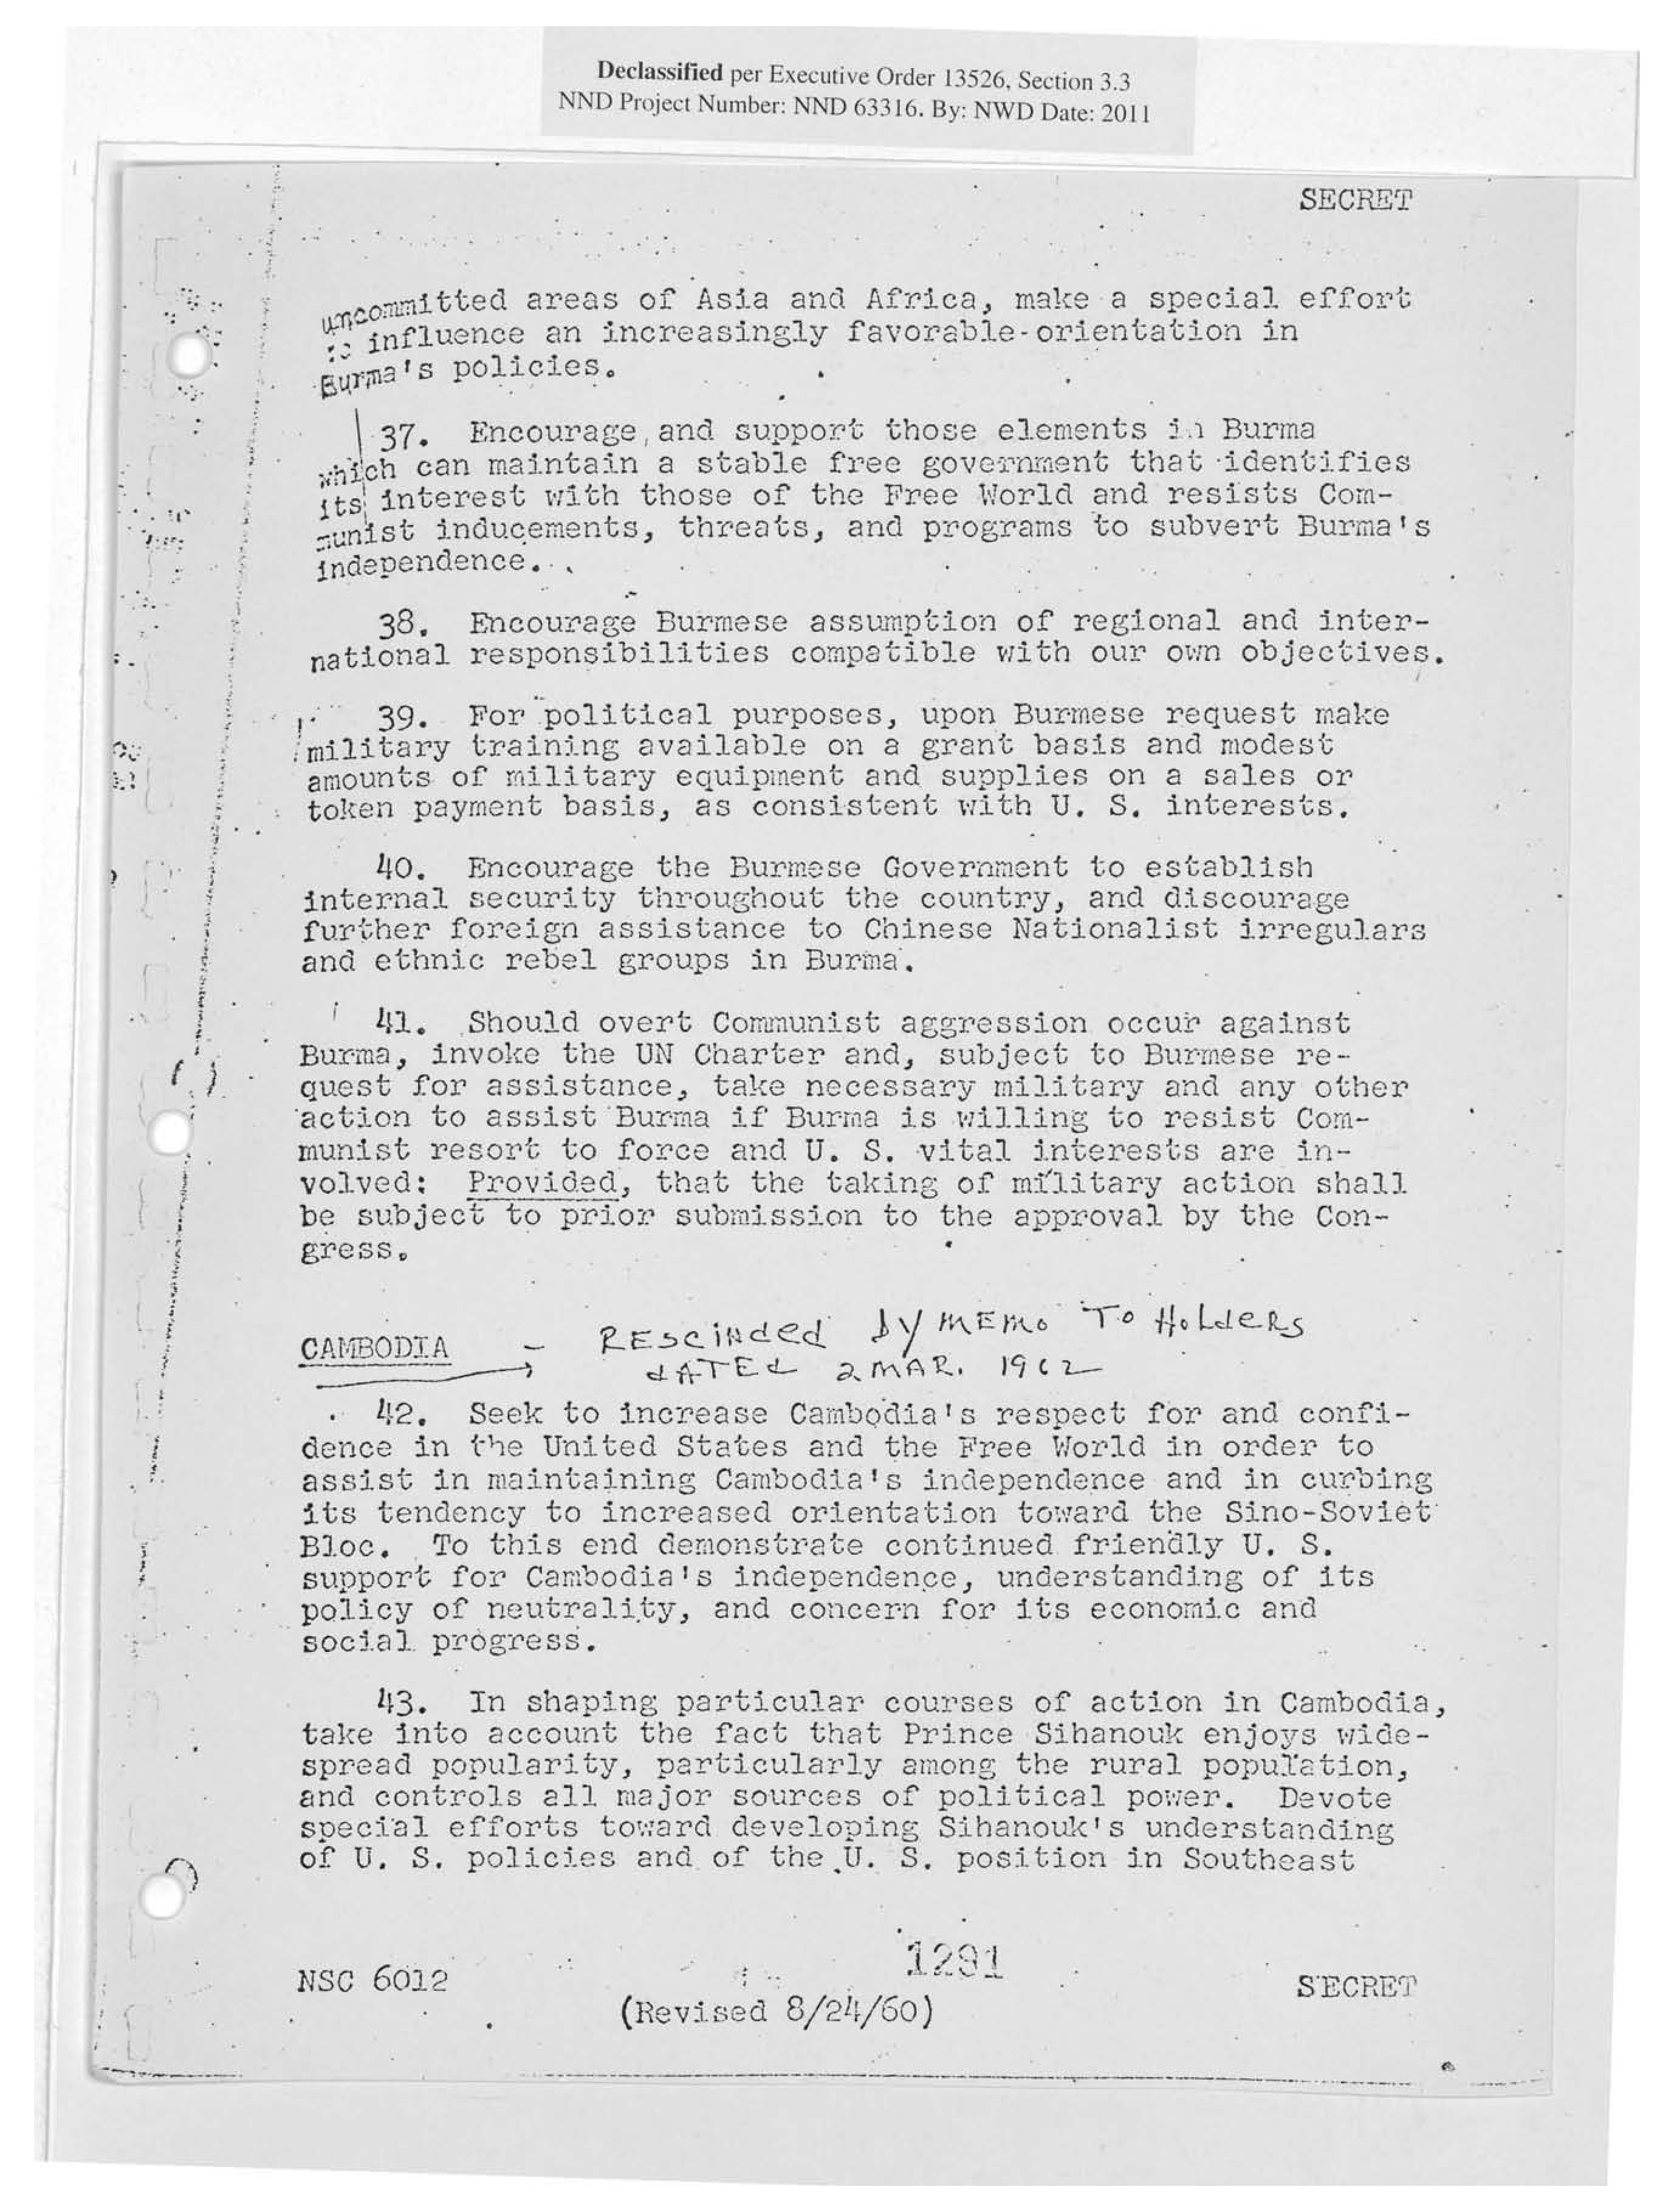 Declassified per Executive Order 13526, Section 3.3
NND Project Number: NND 63316. By: NWD Date: 2011
SECRET
uncommitted areas of Asia and Africa, make a special effort
to influence an increasingly favorable orientation in
Burma's policies.
37. Encourage and support those elements in Burma
which can maintain a stable free government that identifies
its interest with those of the Free World and resists Com-
munist inducements, threats, and programs to subvert Burma's
independence.
38. Encourage Burmese assumption of regional and inter-
national responsibilities compatible with our own objectives.
39. For political purposes, upon Burmese request make
military training available on a grant basis and modest
amounts of military equipment and supplies on a sales or
token payment basis, as consistent with U. S. interests.
40. Encourage the Burmese Government to establish
internal security throughout the country, and discourage
further foreign assistance to Chinese Nationalist irregulars
and ethnic rebel groups in Burma.
41. Should overt Communist aggression occur against
Burma, invoke the UN Charter and, subject to Burmese re-
quest for assistance, take necessary military and any other
action to assist Burma if Burma is willing to resist Com-
munist resort to force and U. S. vital interests are in-
volved: Provided, that the taking of military action shall
be subject to prior submission to the approval by the Con-
gress.
CAMBODIA - REscinded by mEmo To HoLdeRs
dATEd 2 MAR. 1962
42. Seek to increase Cambodia's respect for and confi-
dence in the United States and the Free World in order to
assist in maintaining Cambodia's independence and in curbing
its tendency to increased orientation toward the Sino-Soviet
Bloc. To this end demonstrate continued friendly U. S.
support for Cambodia's independence, understanding of its
policy of neutrality, and concern for its economic and
social progress.
43. In shaping particular courses of action in Cambodia,
take into account the fact that Prince Sihanouk enjoys wide-
spread popularity, particularly among the rural population,
and controls all major sources of political power. Devote
special efforts toward developing Sihanouk's understanding
of U. S. policies and of the U. S. position in Southeast
1291
NSC 6012
SECRET
(Revised 8/24/60)